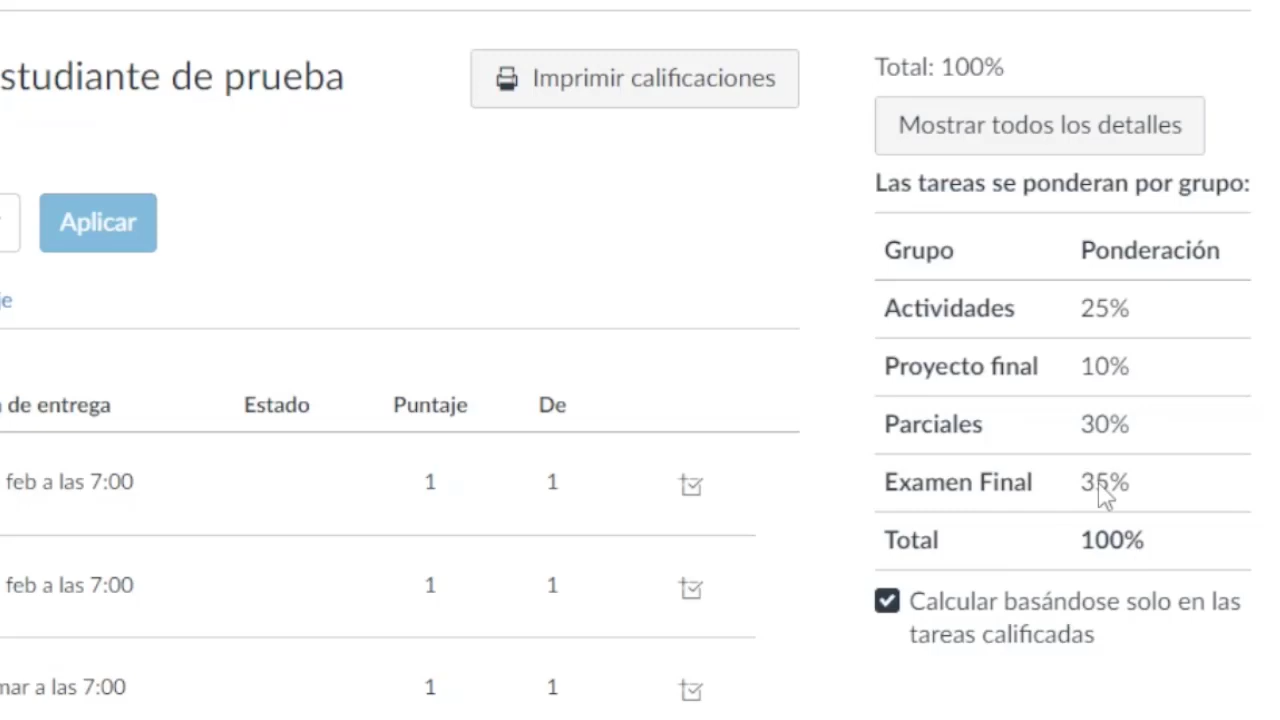 studiante de prueba
Imprimir calificaciones
Aplicar
je
de entrega Estado Puntaje De
feb a las 7:00 1 1
feb a las 7:00 1 1
mar a las 7:00 1 1
Total: 100%
Mostrar todos los detalles
Las tareas se ponderan por grupo:
Grupo Ponderación
Actividades 25%
Proyecto final 10%
Parciales 30%
Examen Final 35%
Total 100%
Calcular basándose solo en las
tareas calificadas